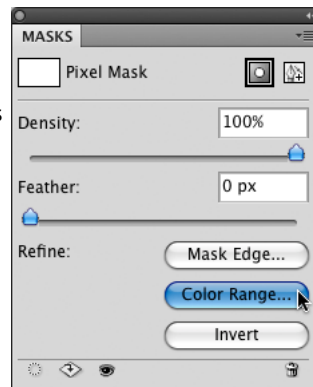 MASKS
Pixel Mask
s
Density: 100%
Feather: 0 px
Refine: Mask Edge...
Color Range...
Invert